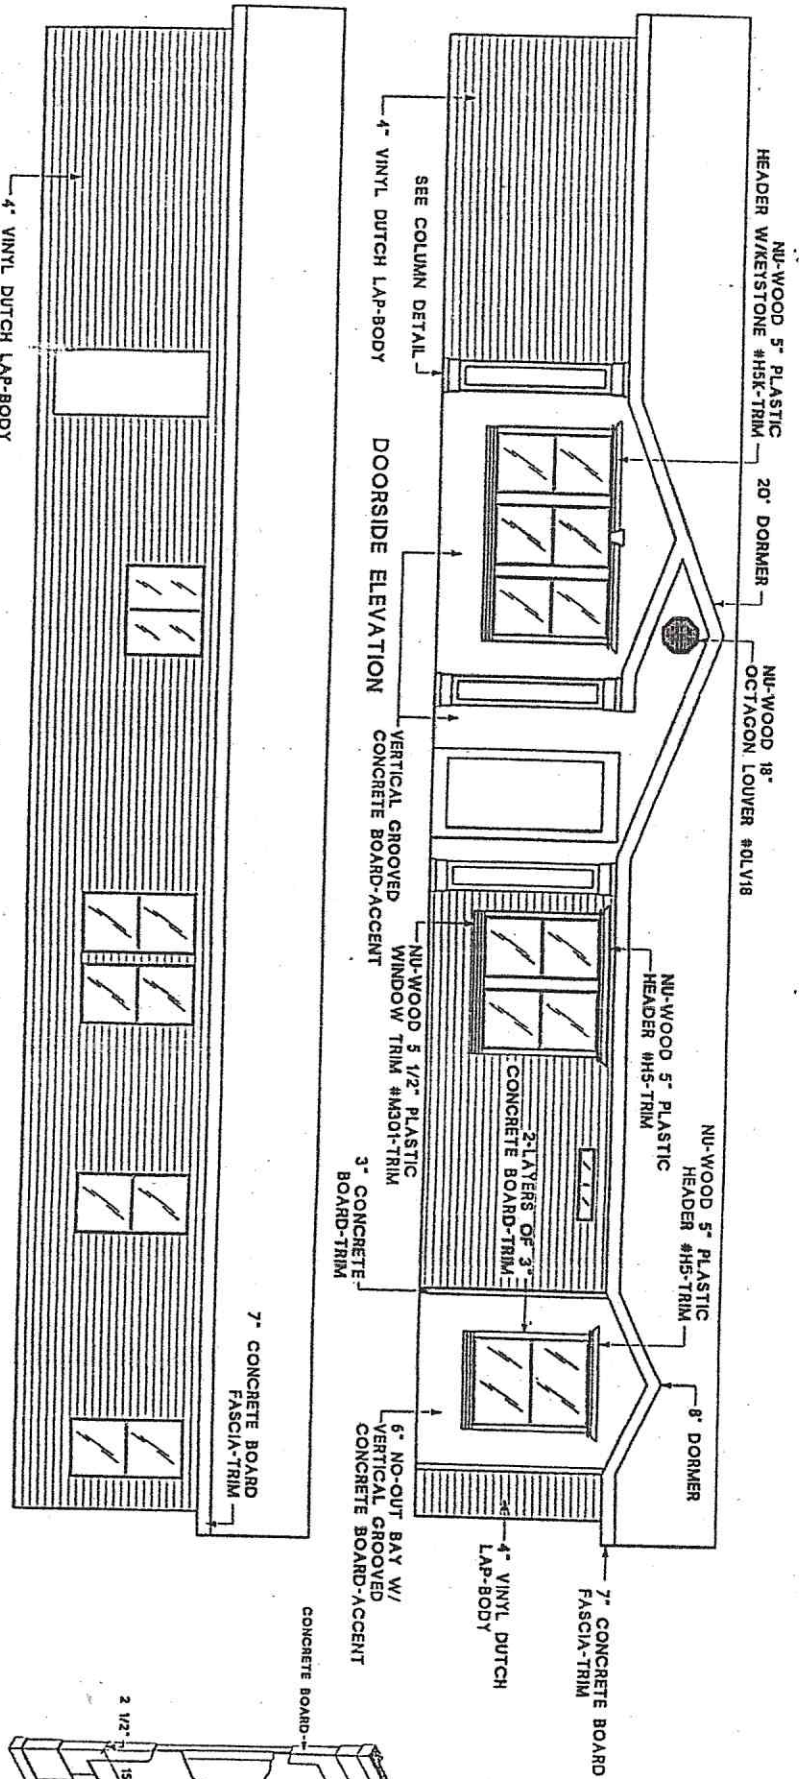 NU-WOOD 5" PLASTIC
HEADER W/KEYSTONE #H5K-TRIM
20' DORMER
NU-WOOD 18"
OCTAGON LOUVER #OLV18
NU-WOOD 5" PLASTIC
HEADER #H5-TRIM
NU-WOOD 5" PLASTIC
HEADER #H5-TRIM
8' DORMER
7" CONCRETE BOARD
FASCIA-TRIM
SEE COLUMN DETAIL
4" VINYL DUTCH LAP-BODY
DOORSIDE ELEVATION
VERTICAL GROOVED
CONCRETE BOARD-ACCENT
NU-WOOD 5 1/2" PLASTIC
WINDOW TRIM #M301-TRIM
2-LAYERS OF 3"
CONCRETE BOARD-TRIM
3" CONCRETE
BOARD-TRIM
6" NO-OUT BAY W/
VERTICAL GROOVED
CONCRETE BOARD-ACCENT
4" VINYL DUTCH
LAP-BODY
7" CONCRETE BOARD
FASCIA-TRIM
4" VINYL DUTCH LAP-BODY
CONCRETE BOARD
2 1/2"
15